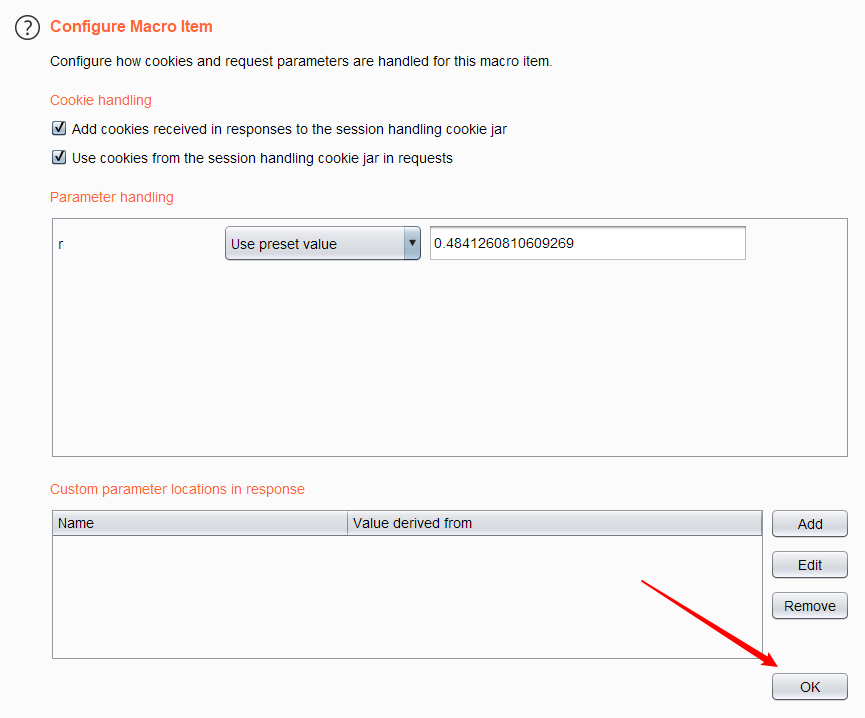 ?
Configure Macro Item
Configure how cookies and request parameters are handled for this macro item.
Cookie handling
Add cookies received in responses to the session handling cookie jar
Use cookies from the session handling cookie jar in requests
Parameter handling
r Use preset value 0.4841260810609269
Custom parameter locations in response
Name Value derived from Add
Edit
Remove
OK